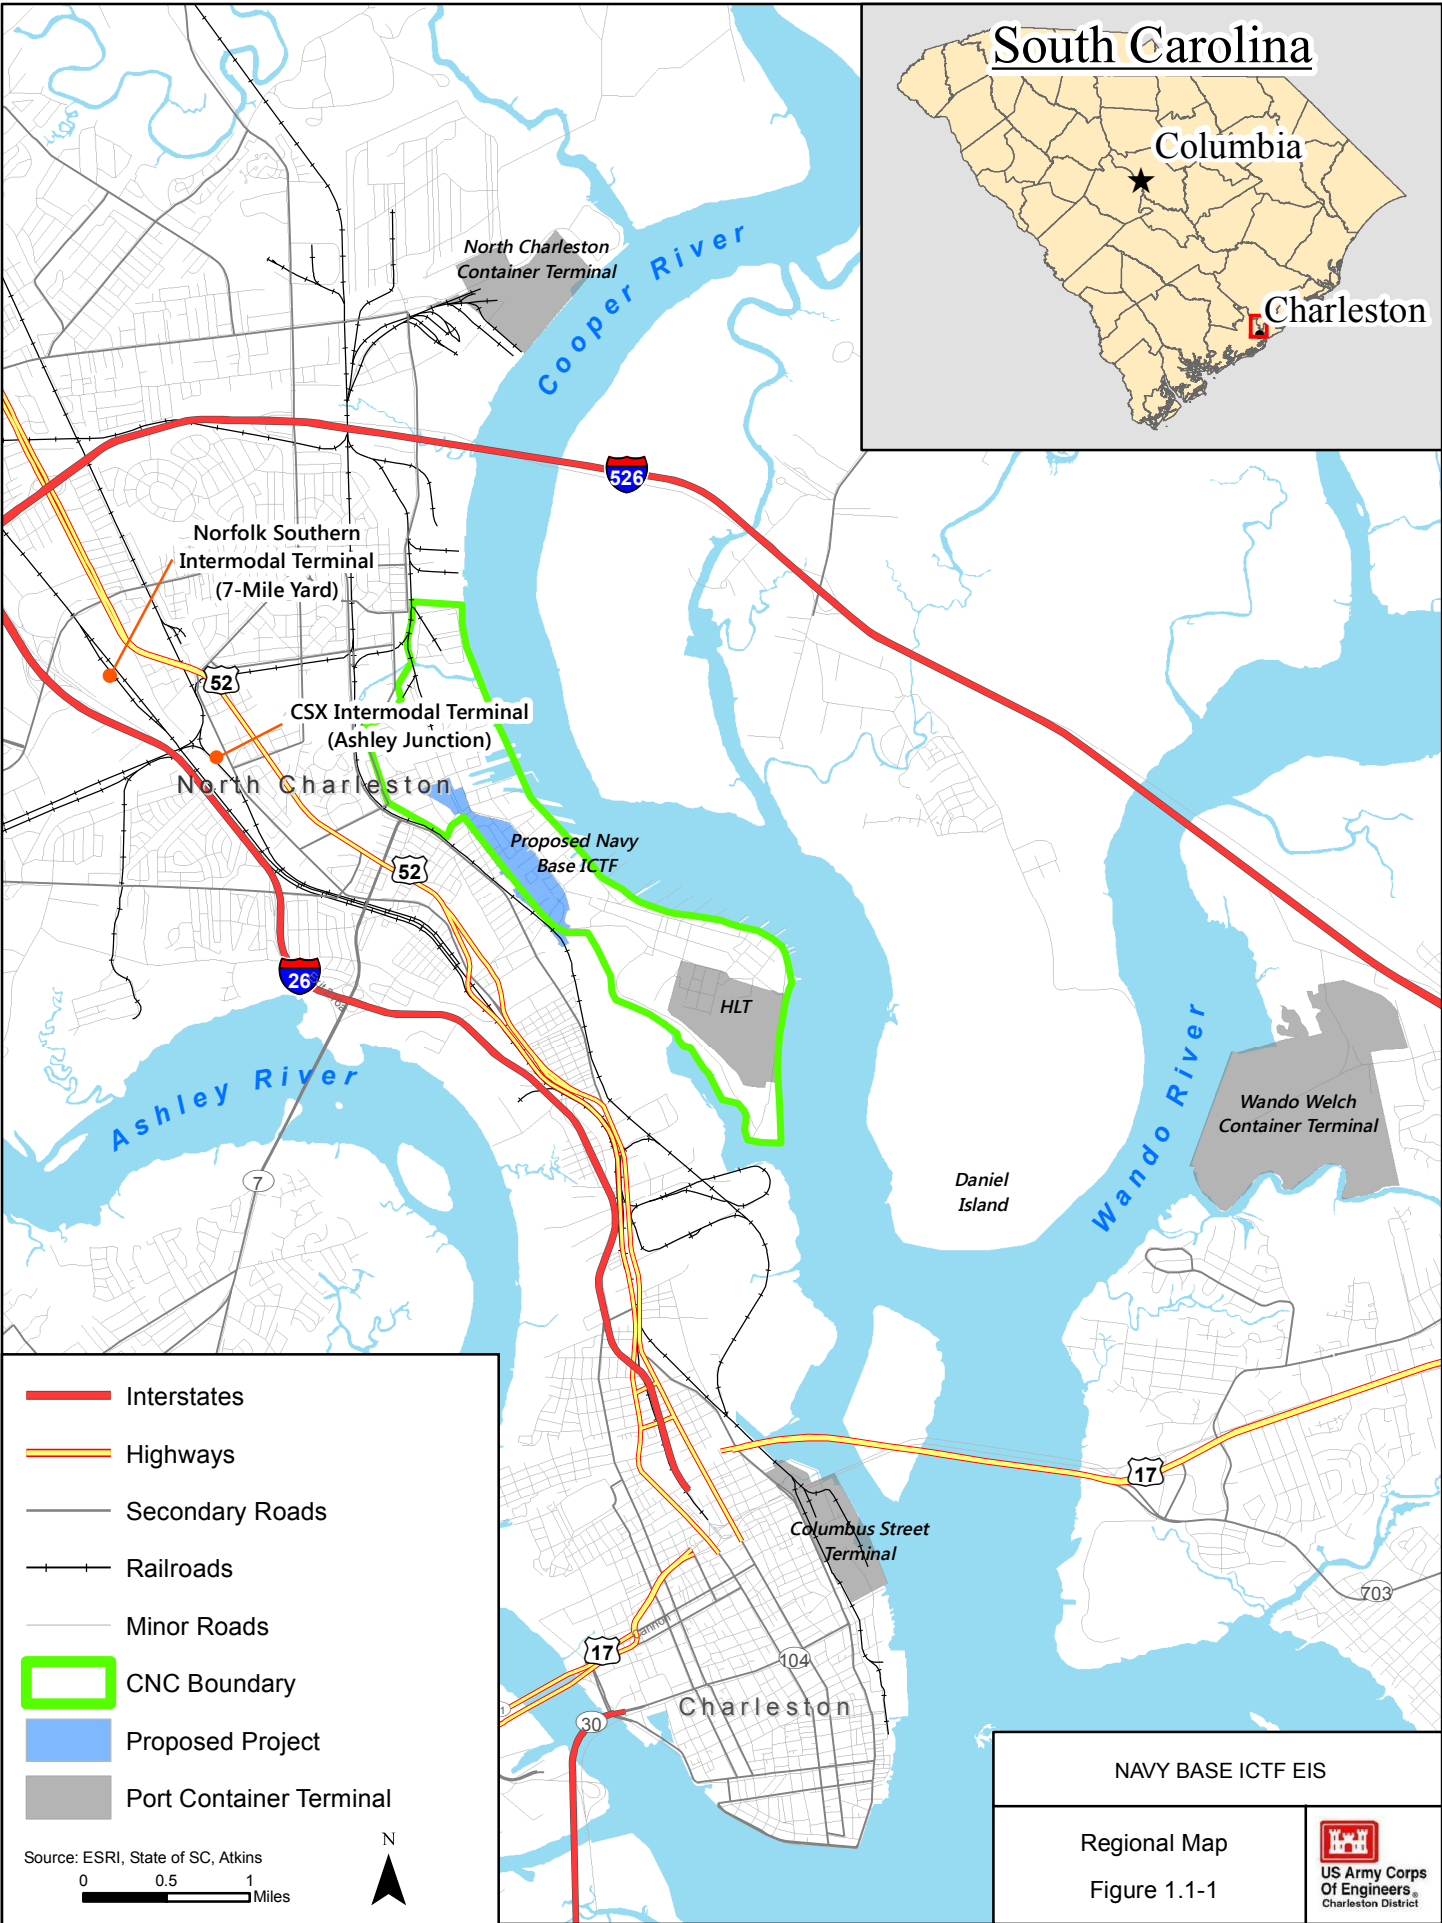 South Carolina
Columbia
Charleston
North Charleston
Container Terminal
Cooper River
526
Norfolk Southern
Intermodal Terminal
(7-Mile Yard)
52
CSX Intermodal Terminal
(Ashley Junction)
North Charleston
Proposed Navy
Base ICTF
52
26
HLT
Ashley River
Wando River
Wando Welch
Container Terminal
7
Daniel
Island
Interstates
Highways
Secondary Roads
Railroads
Minor Roads
CNC Boundary
Proposed Project
Port Container Terminal
Source: ESRI, State of SC, Atkins
0 0.5 1
Miles
N
17
Columbus Street
Terminal
703
Cannon
17
104
Charleston
30
1
NAVY BASE ICTF EIS
Regional Map
Figure 1.1-1
US Army Corps
Of Engineers®
Charleston District